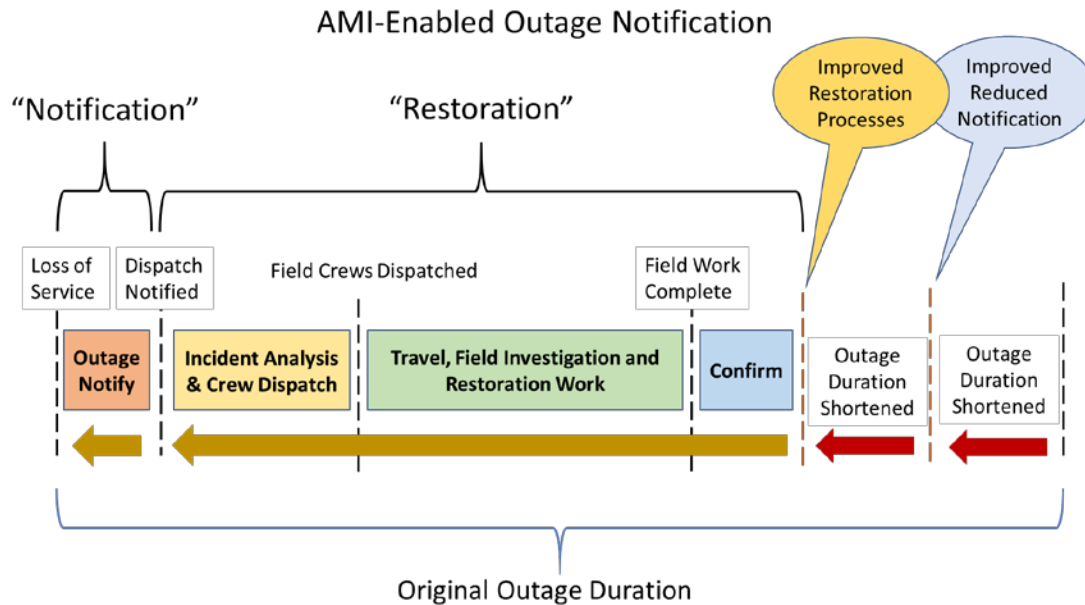 AMI-Enabled Outage Notification
“Notification”
“Restoration”
Improved
Restoration
Processes
Improved
Reduced
Notification
Loss of
Service
Dispatch
Notified
Field Crews Dispatched
Field Work
Complete
Outage
Notify
Incident Analysis
& Crew Dispatch
Travel, Field Investigation and
Restoration Work
Confirm
Outage
Duration
Shortened
Outage
Duration
Shortened
Original Outage Duration